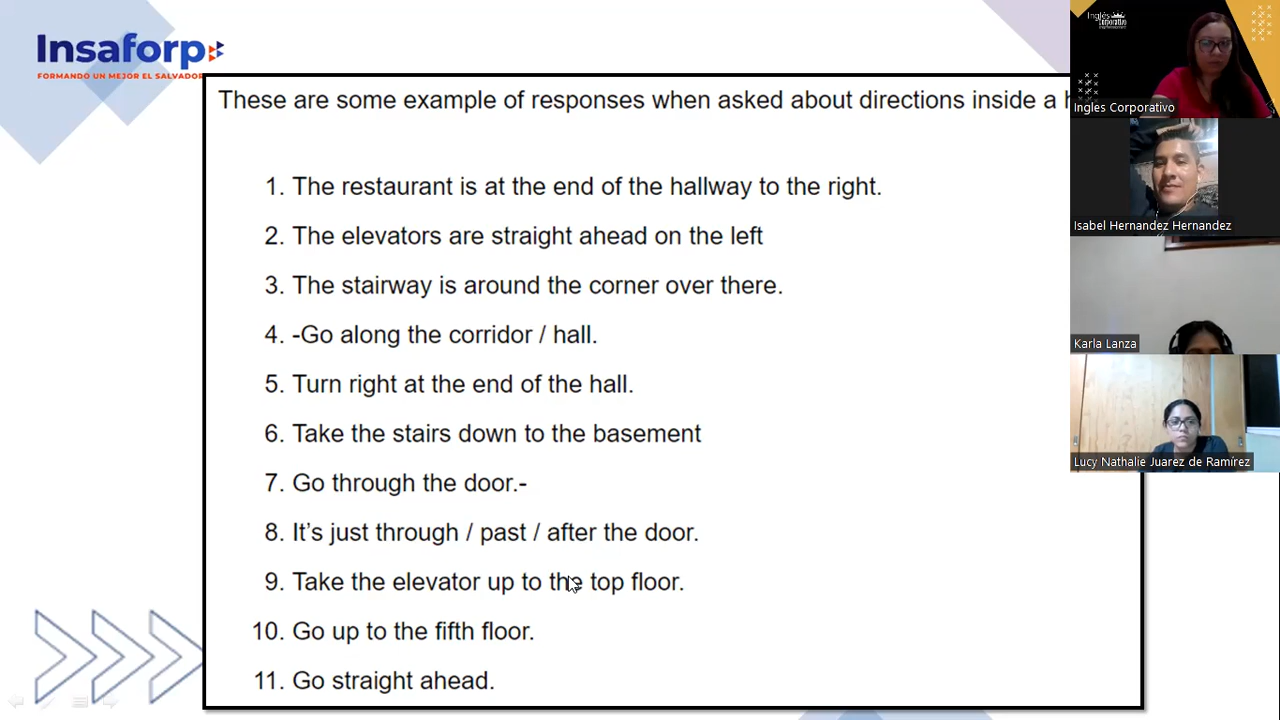 Insaforp
FORMANDO UN MEJOR EL SALVADOR
These are some example of responses when asked about directions inside a
1. The restaurant is at the end of the hallway to the right.
2. The elevators are straight ahead on the left
3. The stairway is around the corner over there.
4. -Go along the corridor / hall.
5. Turn right at the end of the hall.
6. Take the stairs down to the basement
7. Go through the door.-
8. It’s just through / past / after the door.
9. Take the elevator up to the top floor.
10. Go up to the fifth floor.
11. Go straight ahead.
Inglés
Corporativo
Ingles Corporativo
Isabel Hernandez Hernandez
Karla Lanza
Lucy Nathalie Juarez de Ramírez